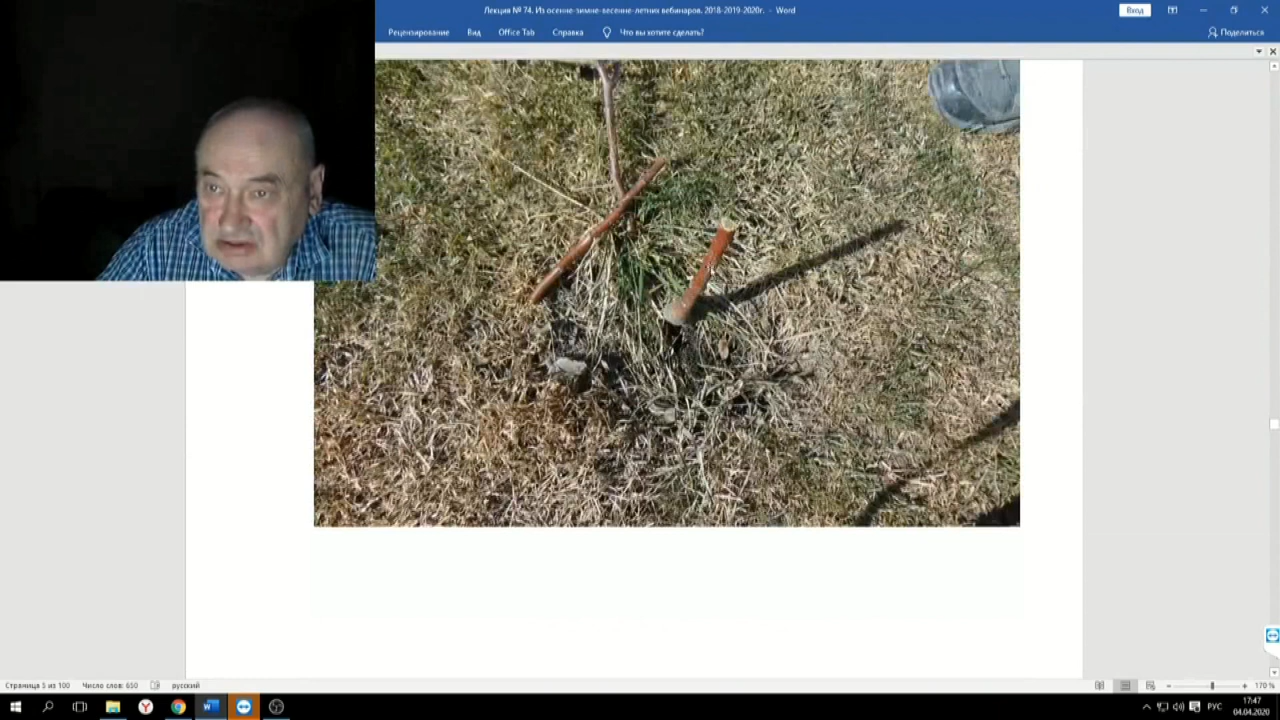 Лекция № 74. Из осенне-зимне-весенне-летних вебинаров. 2018-2019-2020г. - Word
Вход
Рецензирование Вид Office Tab Справка Что вы хотите сделать? Поделиться
Страница 5 из 100 Число слов: 650 русский 170 %
РУС
17:47
04.04.2020